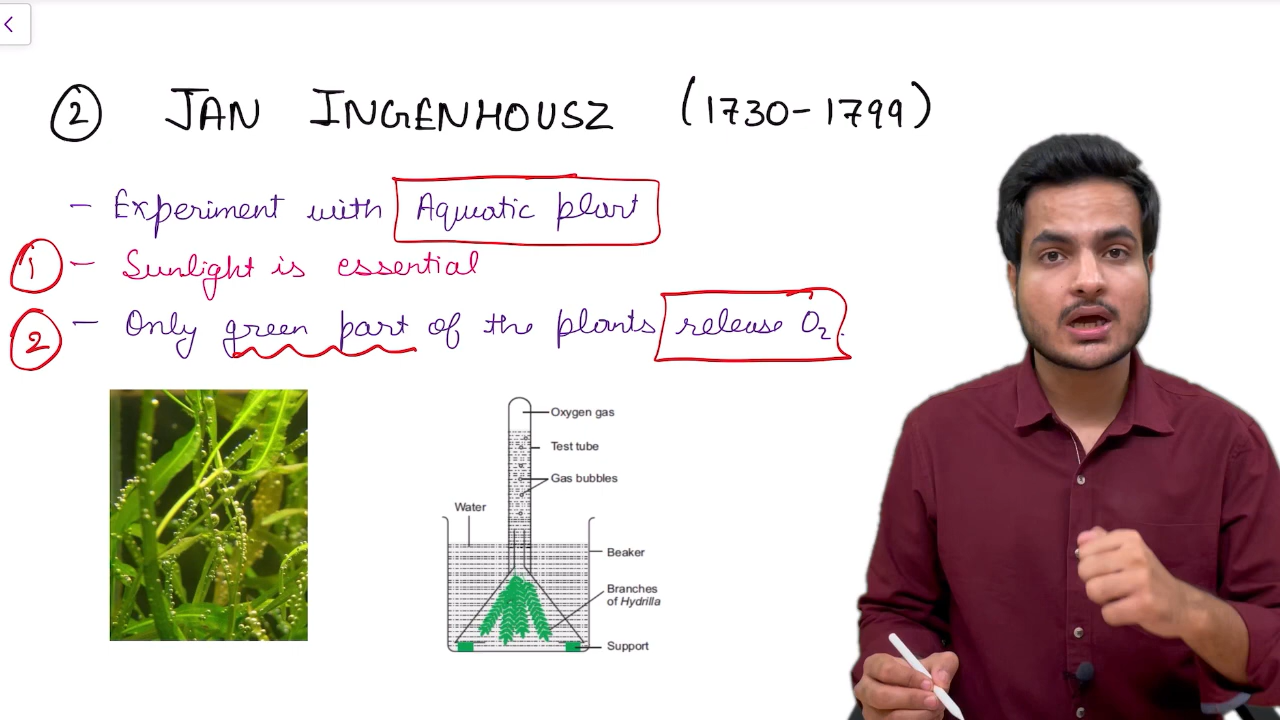 2 JAN INGENHOUSZ (1730-1799)
- Experiment with Aquatic plant
1 - Sunlight is essential
2 - Only green part of the plants release O₂.
Oxygen gas
Test tube
Gas bubbles
Water
Beaker
Branches
of Hydrilla
Support